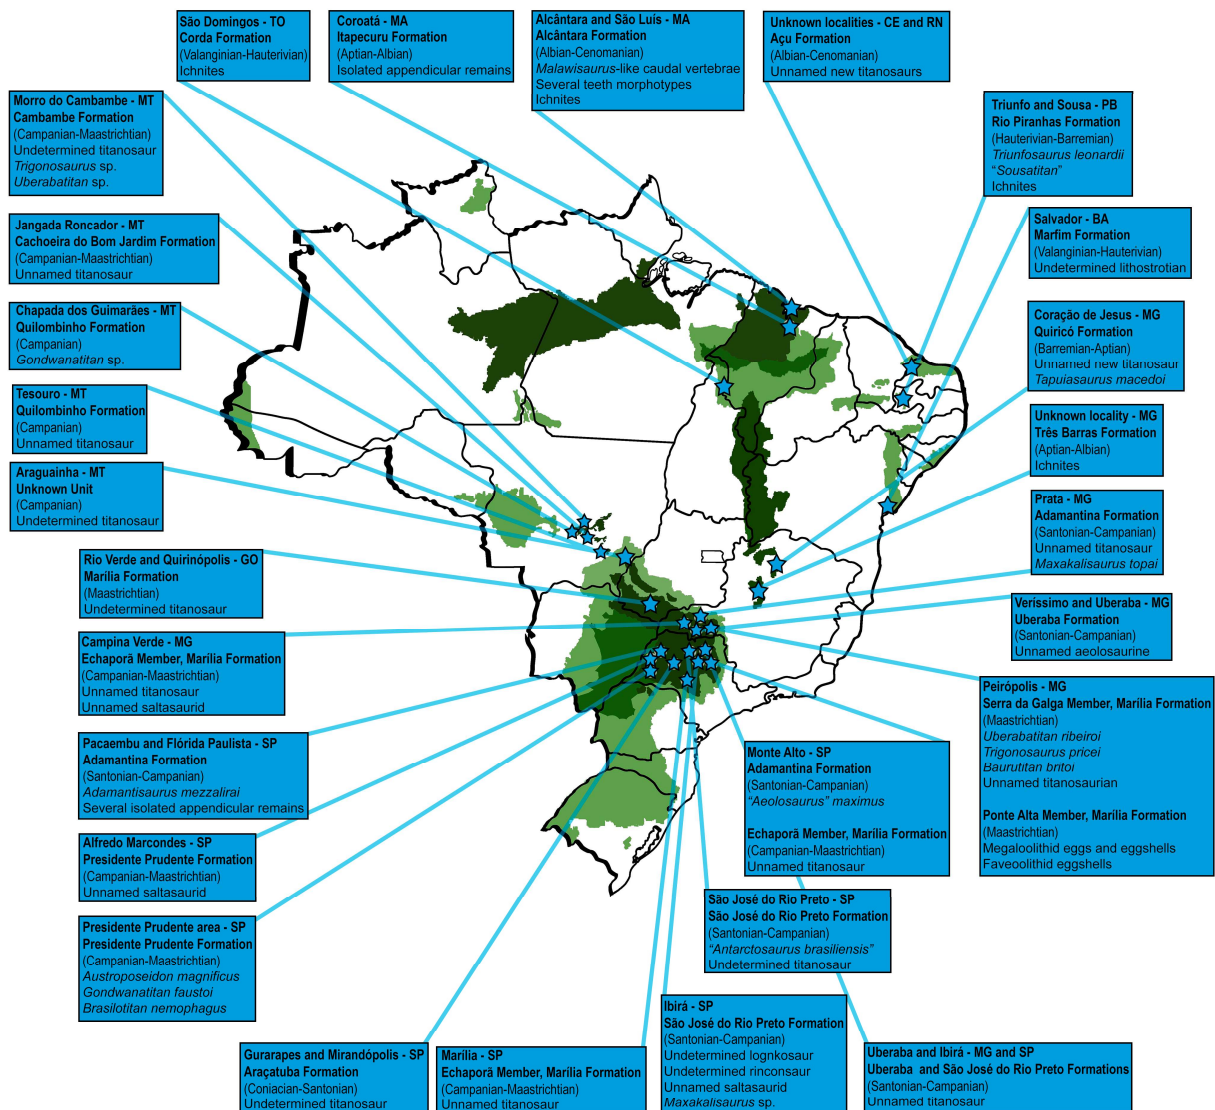 São Domingos - TO
Corda Formation
(Valanginian-Hauterivian)
Ichnites
Coroatá - MA
Itapecuru Formation
(Aptian-Albian)
Isolated appendicular remains
Alcântara and São Luís - MA
Alcântara Formation
(Albian-Cenomanian)
Malawisaurus-like caudal vertebrae
Several teeth morphotypes
Ichnites
Unknown localities - CE and RN
Açu Formation
(Albian-Cenomanian)
Unnamed new titanosaurs
Morro do Cambambe - MT
Cambambe Formation
(Campanian-Maastrichtian)
Undetermined titanosaur
Trigonosaurus sp.
Uberabatitan sp.
Triunfo and Sousa - PB
Rio Piranhas Formation
(Hauterivian-Barremian)
Triunfosaurus leonardii
“Sousatitan”
Ichnites
Jangada Roncador - MT
Cachoeira do Bom Jardim Formation
(Campanian-Maastrichtian)
Unnamed titanosaur
Salvador - BA
Marfim Formation
(Valanginian-Hauterivian)
Undetermined lithostrotian
Chapada dos Guimarães - MT
Quilombinho Formation
(Campanian)
Gondwanatitan sp.
Coração de Jesus - MG
Quiricó Formation
(Barremian-Aptian)
Unnamed new titanosaur
Tapuiasaurus macedoi
Tesouro - MT
Quilombinho Formation
(Campanian)
Unnamed titanosaur
Unknown locality - MG
Três Barras Formation
(Aptian-Albian)
Ichnites
Araguainha - MT
Unknown Unit
(Campanian)
Undetermined titanosaur
Prata - MG
Adamantina Formation
(Santonian-Campanian)
Unnamed titanosaur
Maxakalisaurus topai
Rio Verde and Quirinópolis - GO
Marília Formation
(Maastrichtian)
Undetermined titanosaur
Veríssimo and Uberaba - MG
Uberaba Formation
(Santonian-Campanian)
Unnamed aeolosaurine
Campina Verde - MG
Echaporã Member, Marília Formation
(Campanian-Maastrichtian)
Unnamed titanosaur
Unnamed saltasaurid
Peirópolis - MG
Serra da Galga Member, Marília Formation
(Maastrichtian)
Uberabatitan ribeiroi
Trigonosaurus pricei
Baurutitan britoi
Unnamed titanosaurian
Ponte Alta Member, Marília Formation
(Maastrichtian)
Megaloolithid eggs and eggshells
Faveoolithid eggshells
Pacaembu and Flórida Paulista - SP
Adamantina Formation
(Santonian-Campanian)
Adamantisaurus mezzalirai
Several isolated appendicular remains
Monte Alto - SP
Adamantina Formation
(Santonian-Campanian)
“Aeolosaurus” maximus
Echaporã Member, Marília Formation
(Campanian-Maastrichtian)
Unnamed titanosaur
Alfredo Marcondes - SP
Presidente Prudente Formation
(Campanian-Maastrichtian)
Unnamed saltasaurid
São José do Rio Preto - SP
São José do Rio Preto Formation
(Santonian-Campanian)
“Antarctosaurus brasiliensis”
Undetermined titanosaur
Presidente Prudente area - SP
Presidente Prudente Formation
(Campanian-Maastrichtian)
Austroposeidon magnificus
Gondwanatitan faustoi
Brasilotitan nemophagus
Gurarapes and Mirandópolis - SP
Araçatuba Formation
(Coniacian-Santonian)
Undetermined titanosaur
Marília - SP
Echaporã Member, Marília Formation
(Campanian-Maastrichtian)
Unnamed titanosaur
Ibirá - SP
São José do Rio Preto Formation
(Santonian-Campanian)
Undetermined lognkosaur
Undetermined rinconsaur
Unnamed saltasaurid
Maxakalisaurus sp.
Uberaba and Ibirá - MG and SP
Uberaba and São José do Rio Preto Formations
(Santonian-Campanian)
Unnamed titanosaur